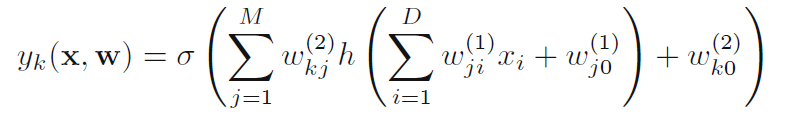 y_k(\mathbf{x}, \mathbf{w}) = \sigma \left( \sum_{j=1}^{M} w_{kj}^{(2)} h \left( \sum_{i=1}^{D} w_{ji}^{(1)} x_i + w_{j0}^{(1)} \right) + w_{k0}^{(2)} \right)